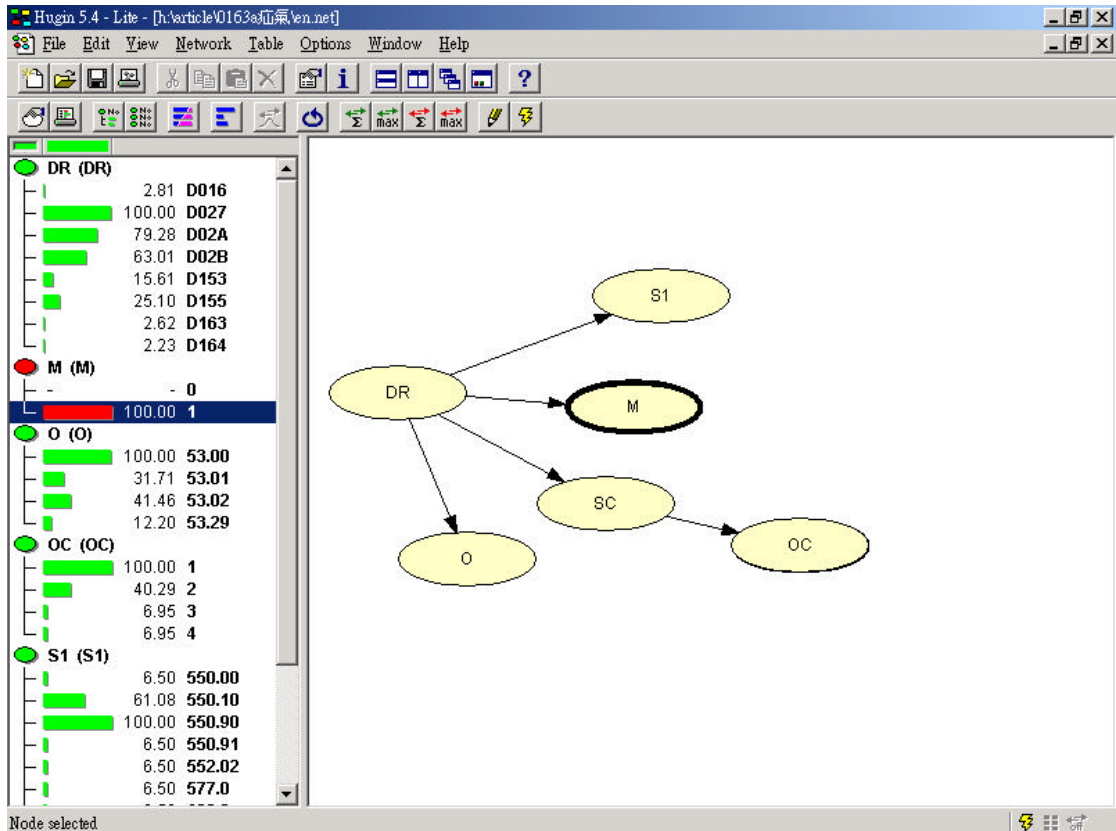 Hugin 5.4 - Lite - [h:\article\0163a疝氣\en.net]
File Edit View Network Table Options Window Help
Σ max Σ max
DR (DR)
2.81 D016
100.00 D027
79.28 D02A
63.01 D02B
15.61 D153
25.10 D155
2.62 D163
2.23 D164
M (M)
- - 0
100.00 1
O (O)
100.00 53.00
31.71 53.01
41.46 53.02
12.20 53.29
OC (OC)
100.00 1
40.29 2
6.95 3
6.95 4
S1 (S1)
6.50 550.00
61.08 550.10
100.00 550.90
6.50 550.91
6.50 552.02
6.50 577.0
S1
DR
M
SC
O
OC
Node selected